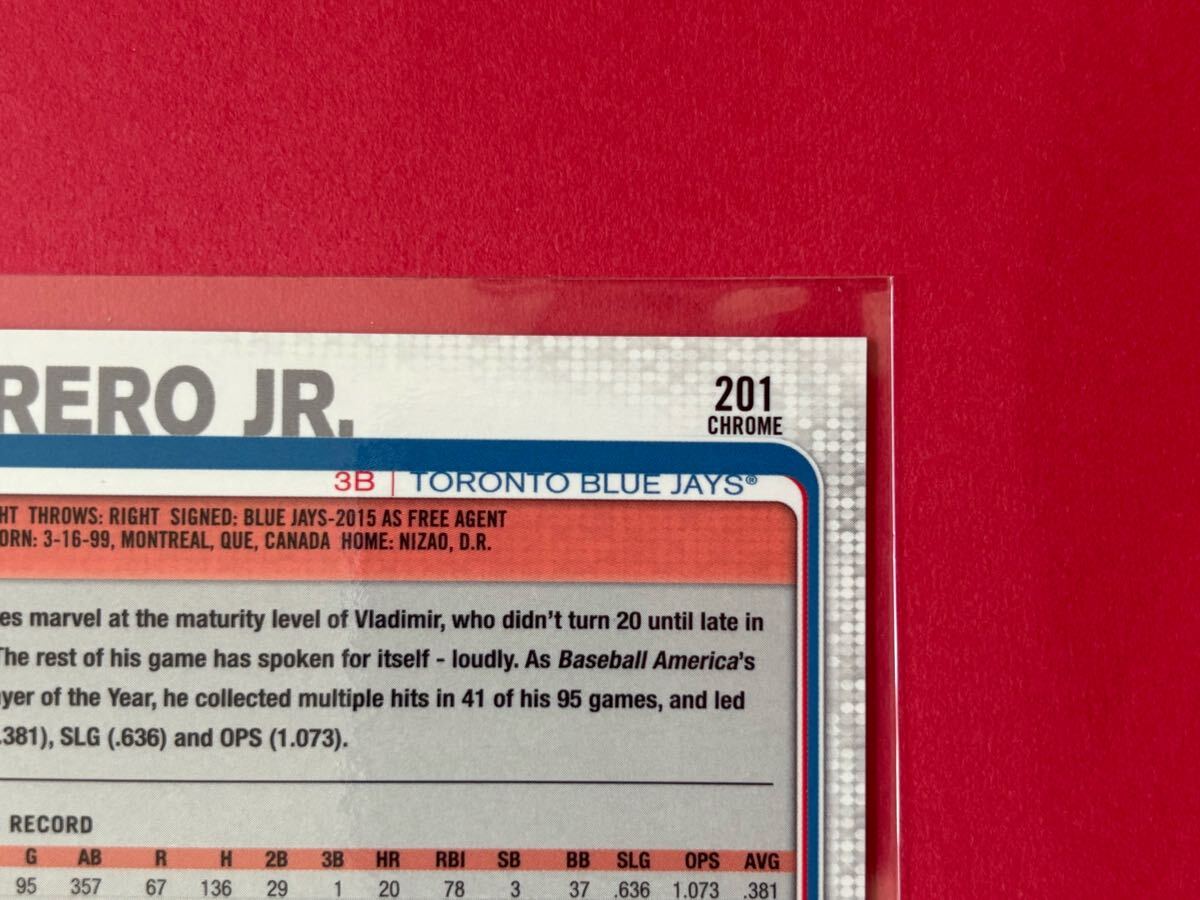 RERO JR.
201
CHROME
3B | TORONTO BLUE JAYS®
HT THROWS: RIGHT SIGNED: BLUE JAYS-2015 AS FREE AGENT
ORN: 3-16-99, MONTREAL, QUE, CANADA HOME: NIZAO, D.R.
es marvel at the maturity level of Vladimir, who didn't turn 20 until late in
The rest of his game has spoken for itself - loudly. As Baseball America's
yer of the Year, he collected multiple hits in 41 of his 95 games, and led
.381), SLG (.636) and OPS (1.073).
RECORD
G AB R H 2B 3B HR RBI SB BB SLG OPS AVG
95 357 67 136 29 1 20 78 3 37 .636 1.073 .381